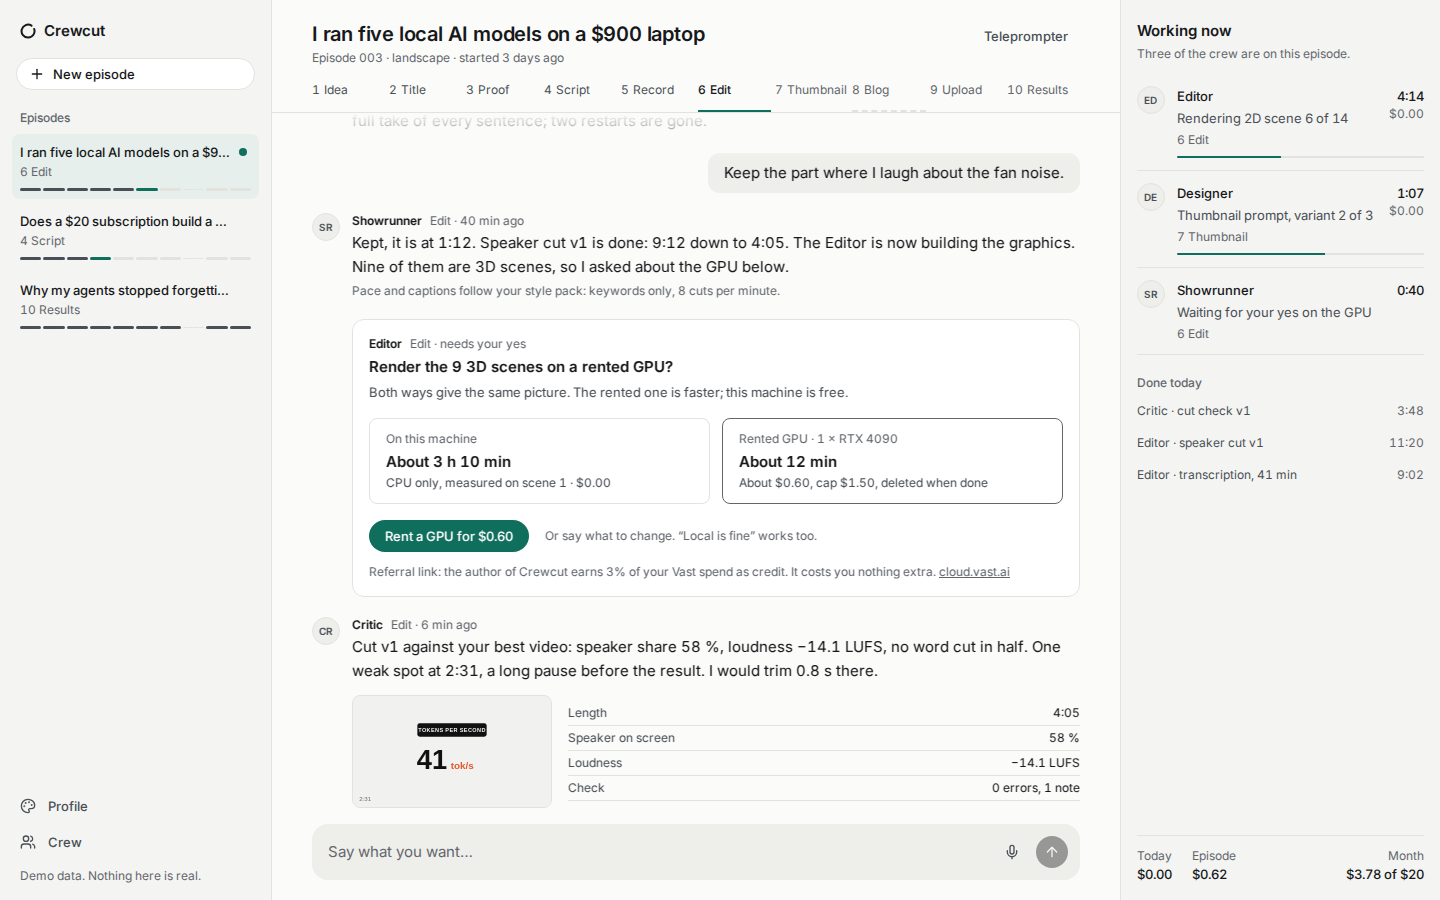 Crewcut
New episode
Episodes
I ran five local AI models on a $9...
6 Edit
Does a $20 subscription build a ...
4 Script
Why my agents stopped forgetti...
10 Results
Profile
Crew
Demo data. Nothing here is real.
I ran five local AI models on a $900 laptop
Episode 003 · landscape · started 3 days ago
Teleprompter
1 Idea
2 Title
3 Proof
4 Script
5 Record
6 Edit
7 Thumbnail
8 Blog
9 Upload
10 Results
full take of every sentence; two restarts are gone.
Keep the part where I laugh about the fan noise.
SR
Showrunner Edit · 40 min ago
Kept, it is at 1:12. Speaker cut v1 is done: 9:12 down to 4:05. The Editor is now building the graphics.
Nine of them are 3D scenes, so I asked about the GPU below.
Pace and captions follow your style pack: keywords only, 8 cuts per minute.
Editor Edit · needs your yes
Render the 9 3D scenes on a rented GPU?
Both ways give the same picture. The rented one is faster; this machine is free.
On this machine
About 3 h 10 min
CPU only, measured on scene 1 · $0.00
Rented GPU · 1 × RTX 4090
About 12 min
About $0.60, cap $1.50, deleted when done
Rent a GPU for $0.60
Or say what to change. “Local is fine” works too.
Referral link: the author of Crewcut earns 3% of your Vast spend as credit. It costs you nothing extra. cloud.vast.ai
CR
Critic Edit · 6 min ago
Cut v1 against your best video: speaker share 58 %, loudness −14.1 LUFS, no word cut in half. One
weak spot at 2:31, a long pause before the result. I would trim 0.8 s there.
TOKENS PER SECOND
41 tok/s
2:31
Length 4:05
Speaker on screen 58 %
Loudness −14.1 LUFS
Check 0 errors, 1 note
Say what you want...
Working now
Three of the crew are on this episode.
ED
Editor 4:14
Rendering 2D scene 6 of 14 $0.00
6 Edit
DE
Designer 1:07
Thumbnail prompt, variant 2 of 3 $0.00
7 Thumbnail
SR
Showrunner 0:40
Waiting for your yes on the GPU
6 Edit
Done today
Critic · cut check v1 3:48
Editor · speaker cut v1 11:20
Editor · transcription, 41 min 9:02
Today Episode Month
$0.00 $0.62 $3.78 of $20